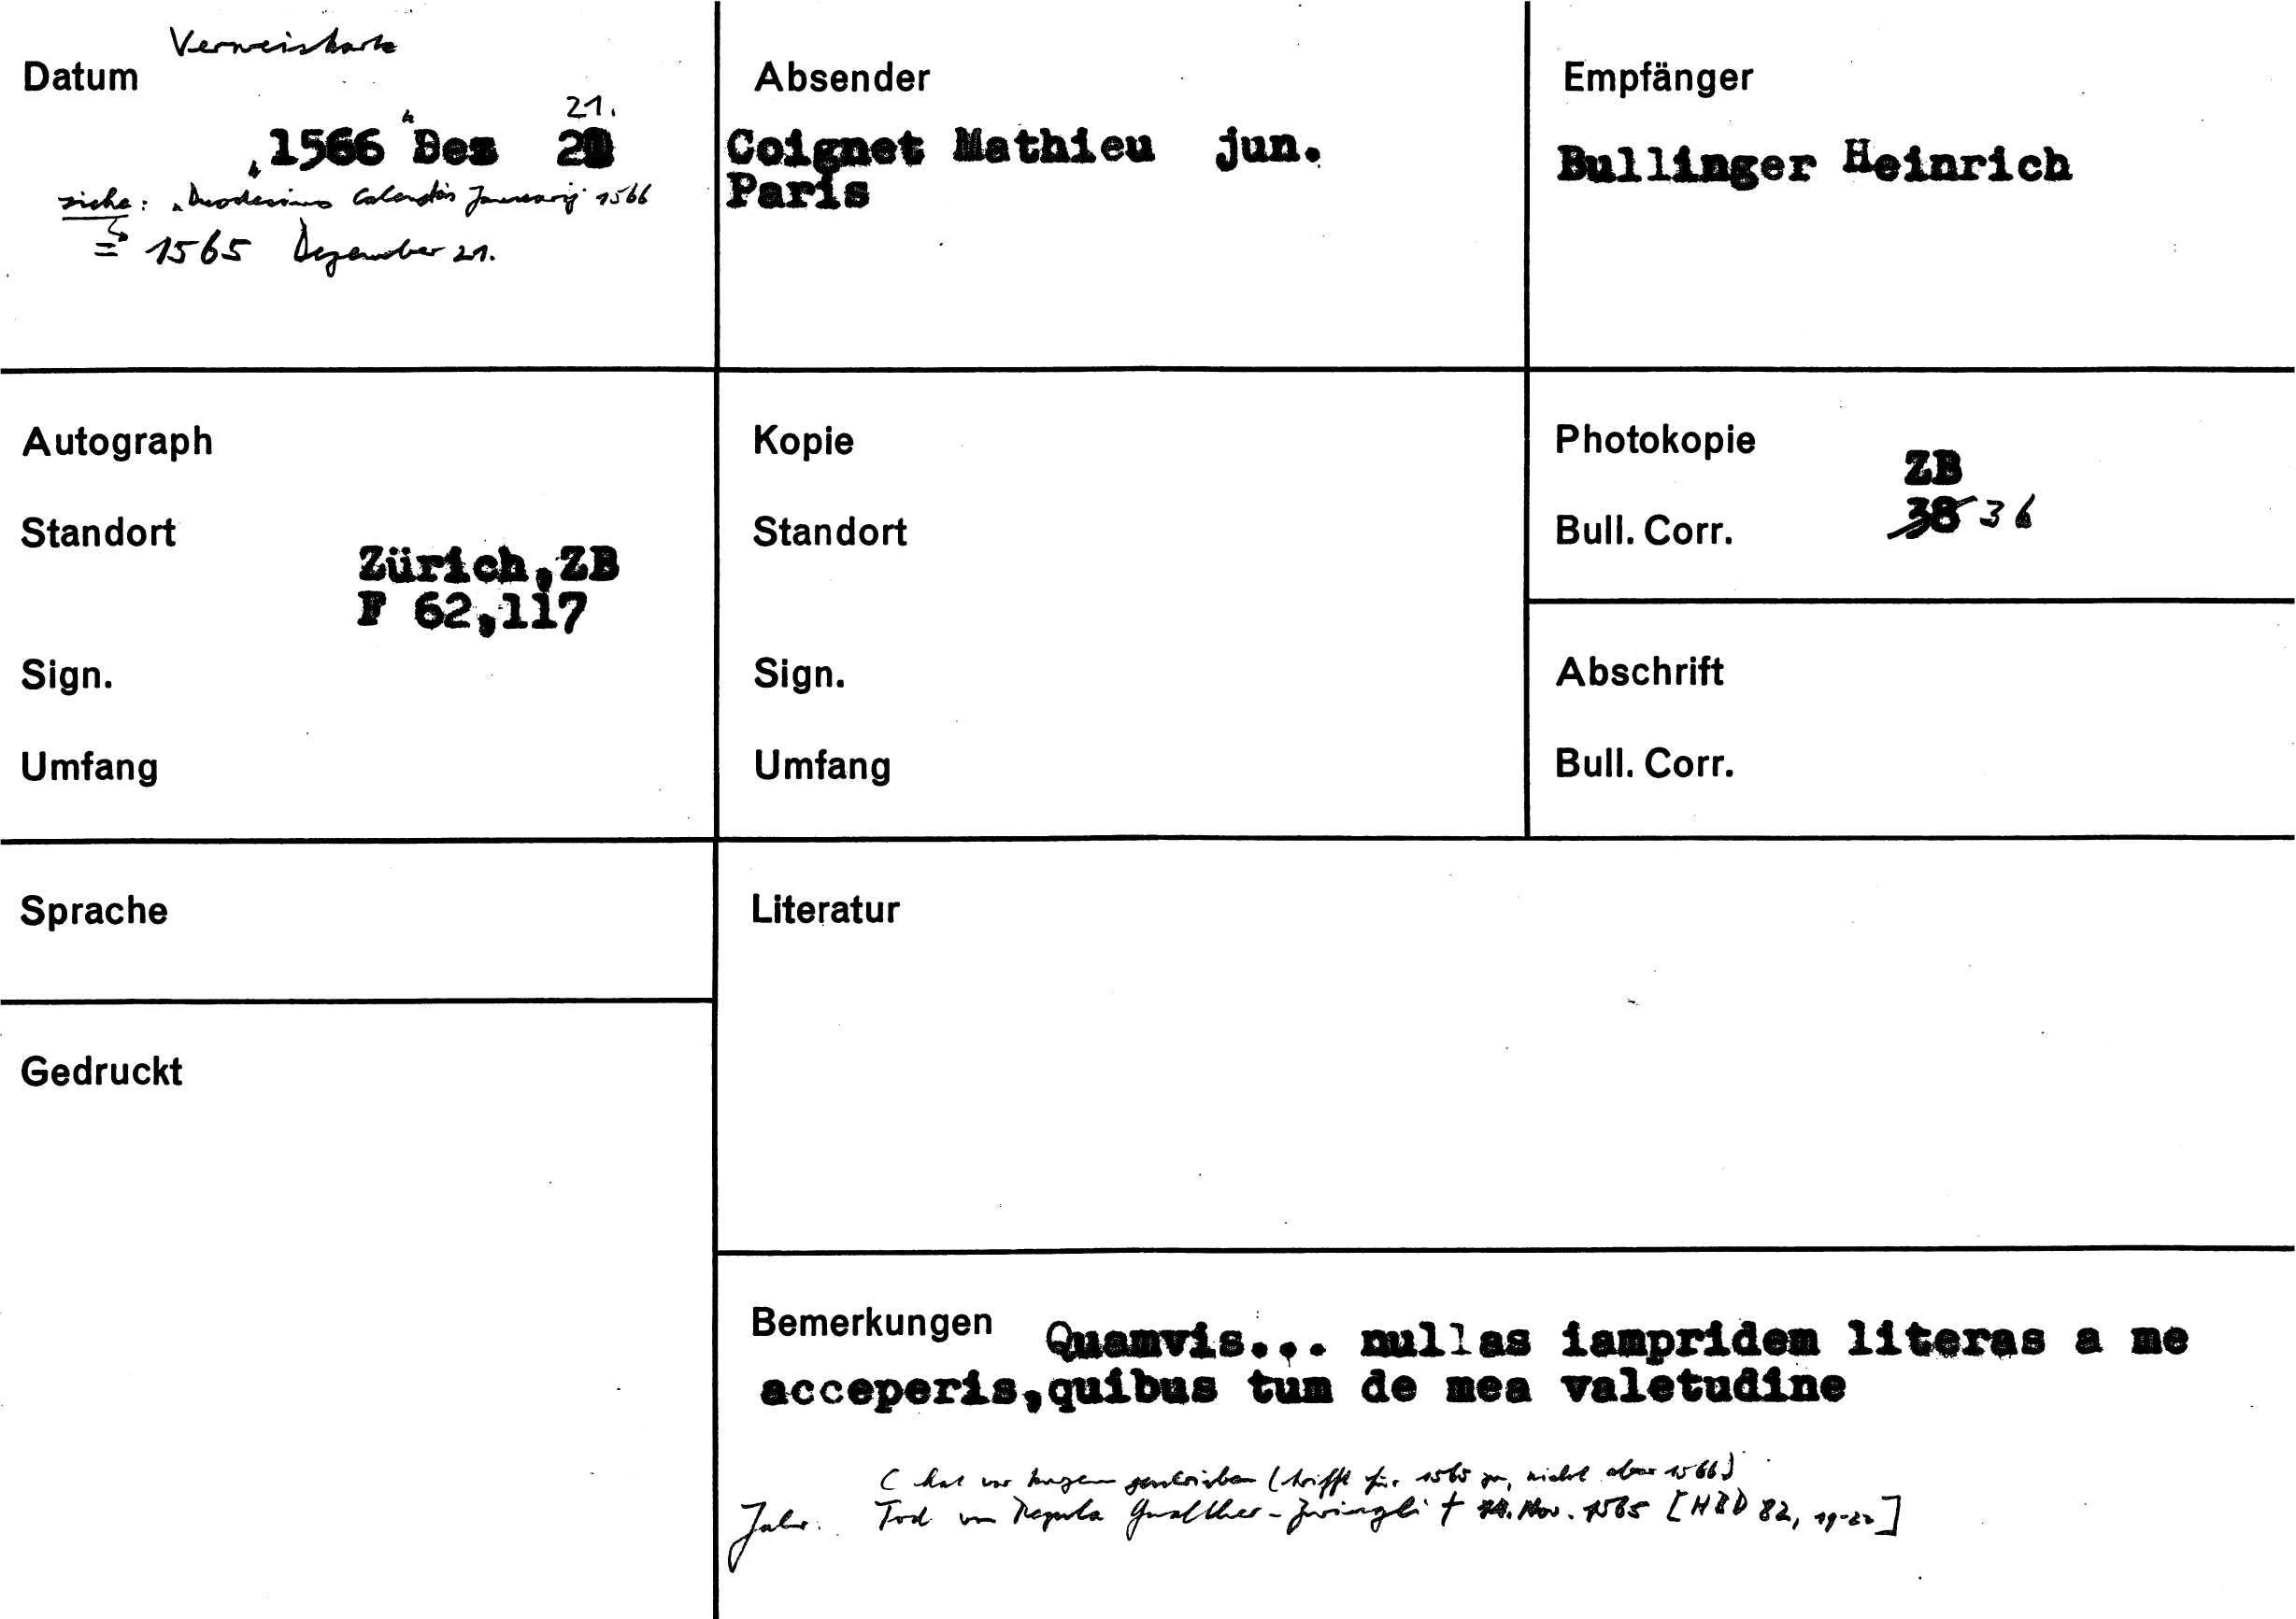 Verweiskarte
Datum
21.
"1566" Dez 2
siehe: "Duodecimo Calendas Januarij 1566
= 1565 Dezember 21.
Absender
Coignet Mathieu jun.
Paris
Empfänger
Bullinger Heinrich
Autograph
Standort
Zürich,ZB
F 62,117
Sign.
Umfang
Kopie
Standort
Sign.
Umfang
Photokopie
ZB
Bull. Corr. 38 36
Abschrift
Bull. Corr.
Sprache
Gedruckt
Literatur
Bemerkungen Quamvis... nullas iampridem literas a me
acceperis,quibus tum de mea valetudine
C hat vor kurzem geschrieben (trifft für 1565 zu, nicht aber 1566)
Jahr: Tod von Regula Gwalther-Zwingli † 14. Nov. 1565 [HBD 82, 19-22]